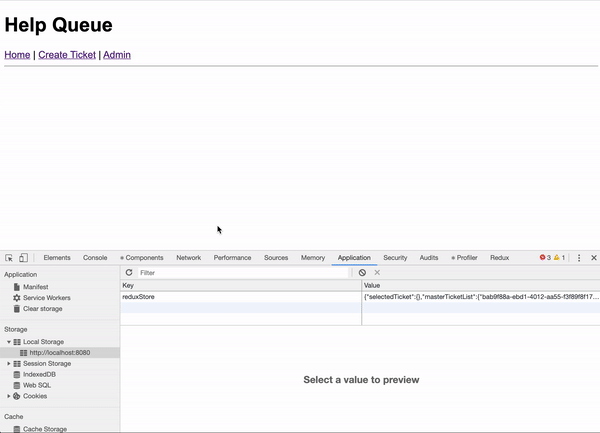 Help Queue
Home | Create Ticket | Admin
Elements Console Components Network Performance Sources Memory Application Security Audits Profiler Redux 3 1
Application
Manifest
Service Workers
Clear storage
Storage
Local Storage
http://localhost:8080
Session Storage
IndexedDB
Web SQL
Cookies
Cache
Cache Storage
Filter
Key Value
reduxStore {"selectedTicket":{},"masterTicketList":{"bab9f88a-ebd1-4012-aa55-f3f89f8f17...
Select a value to preview